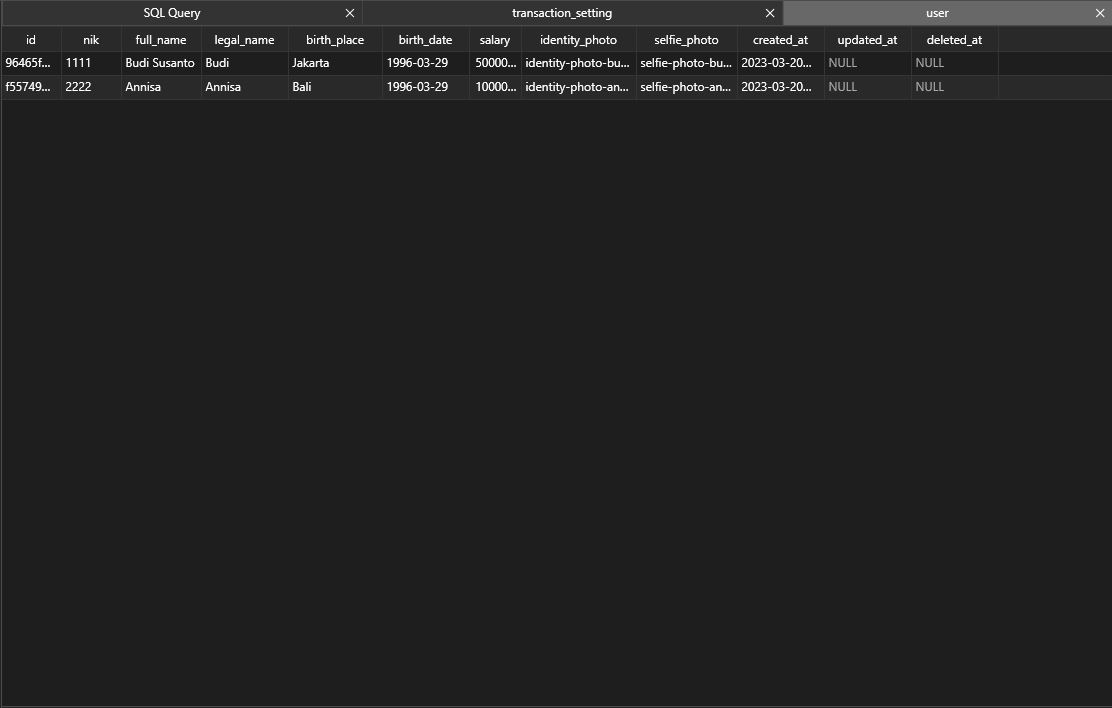 SQL Query transaction_setting user
id nik full_name legal_name birth_place birth_date salary identity_photo selfie_photo created_at updated_at deleted_at
96465f... 1111 Budi Susanto Budi Jakarta 1996-03-29 50000... identity-photo-bu... selfie-photo-bu... 2023-03-20... NULL NULL
f55749... 2222 Annisa Annisa Bali 1996-03-29 10000... identity-photo-an... selfie-photo-an... 2023-03-20... NULL NULL